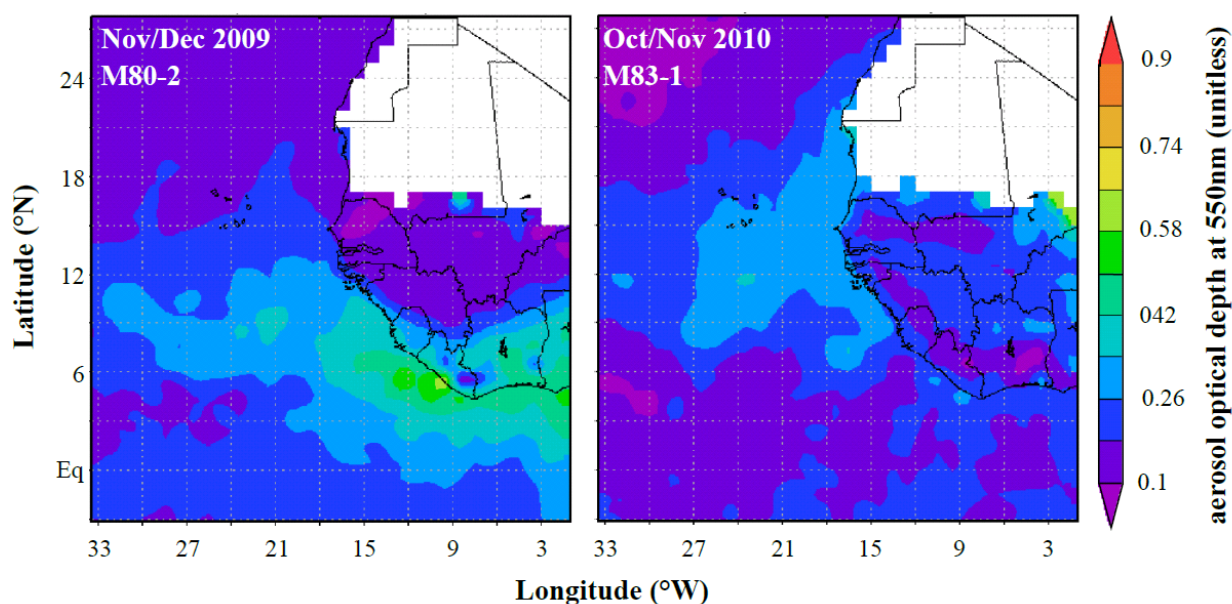 Nov/Dec 2009
M80-2
Oct/Nov 2010
M83-1
Latitude (°N)
24
18
12
6
Eq
33 27 21 15 9 3
33 27 21 15 9 3
Longitude (°W)
0.9
0.74
0.58
0.42
0.26
0.1
aerosol optical depth at 550nm (unitless)